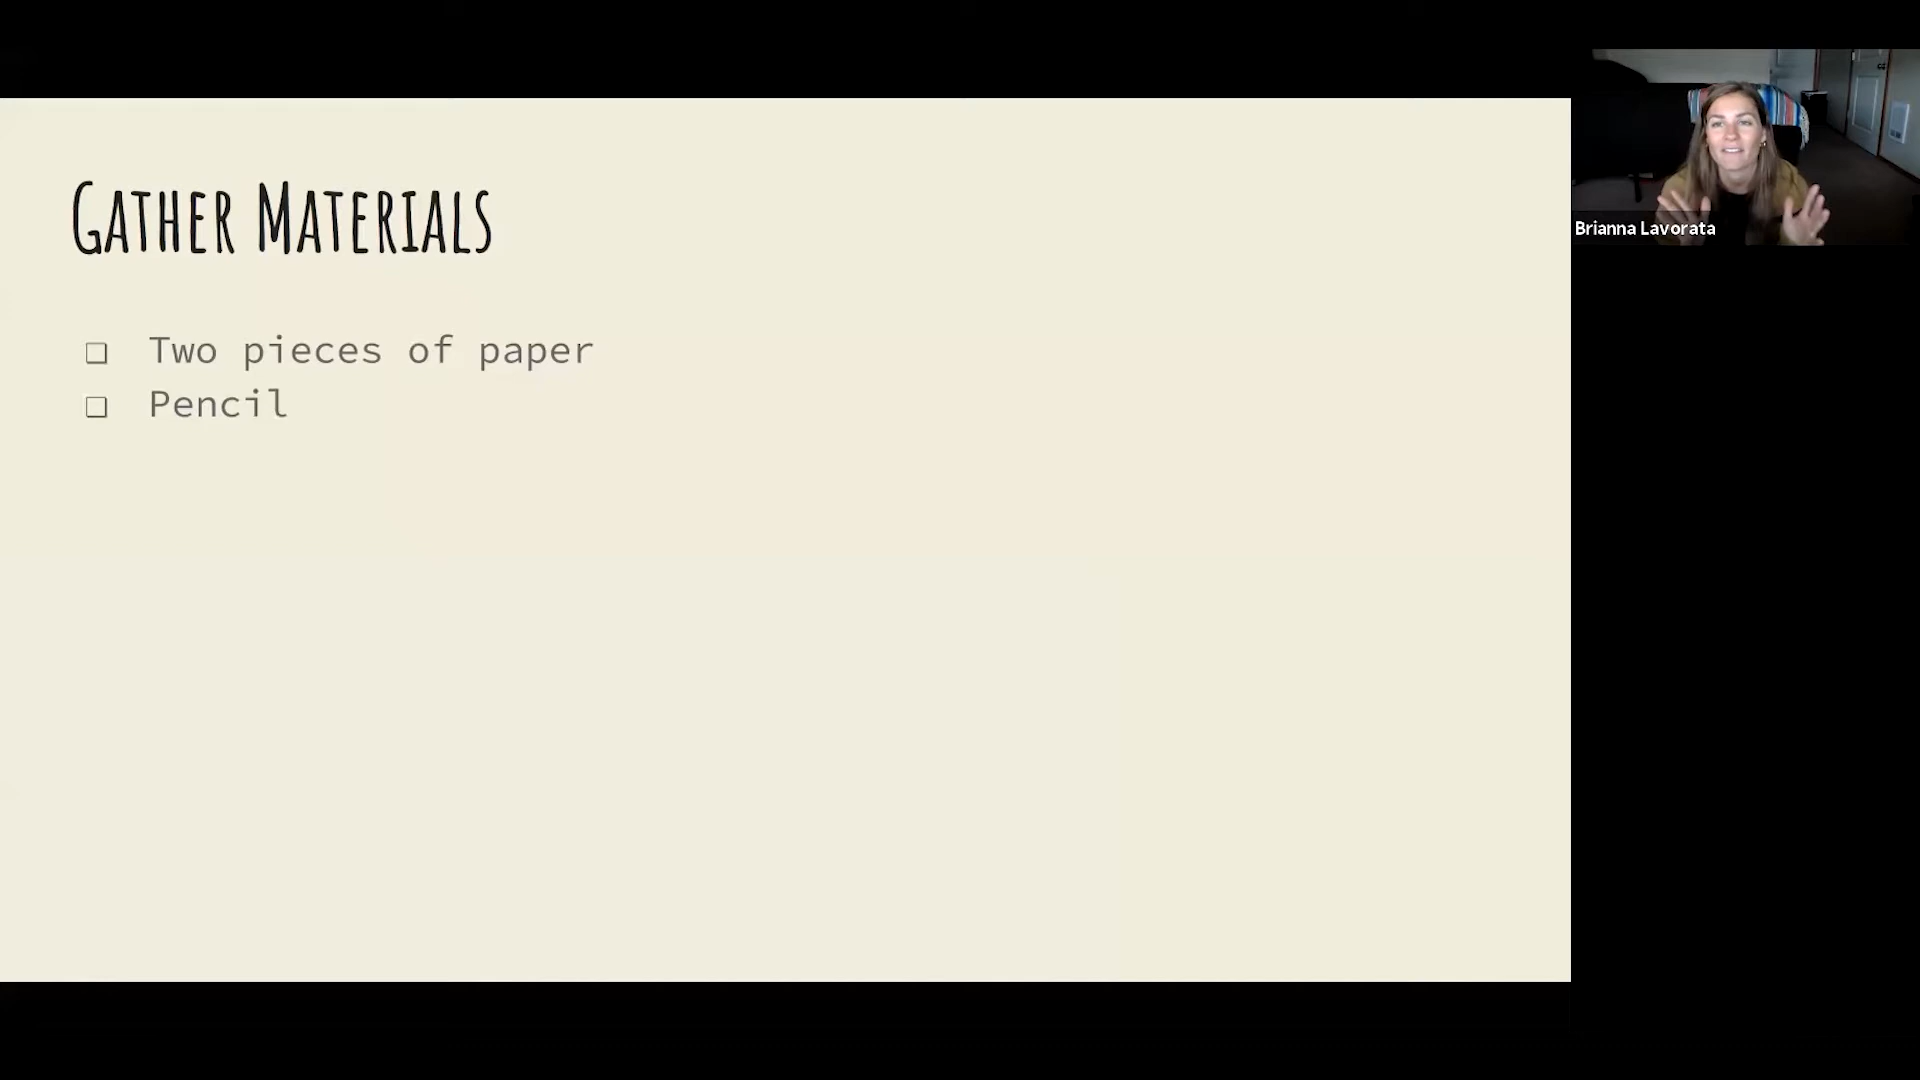 Gather Materials
❏ Two pieces of paper
❏ Pencil
Brianna Lavorata